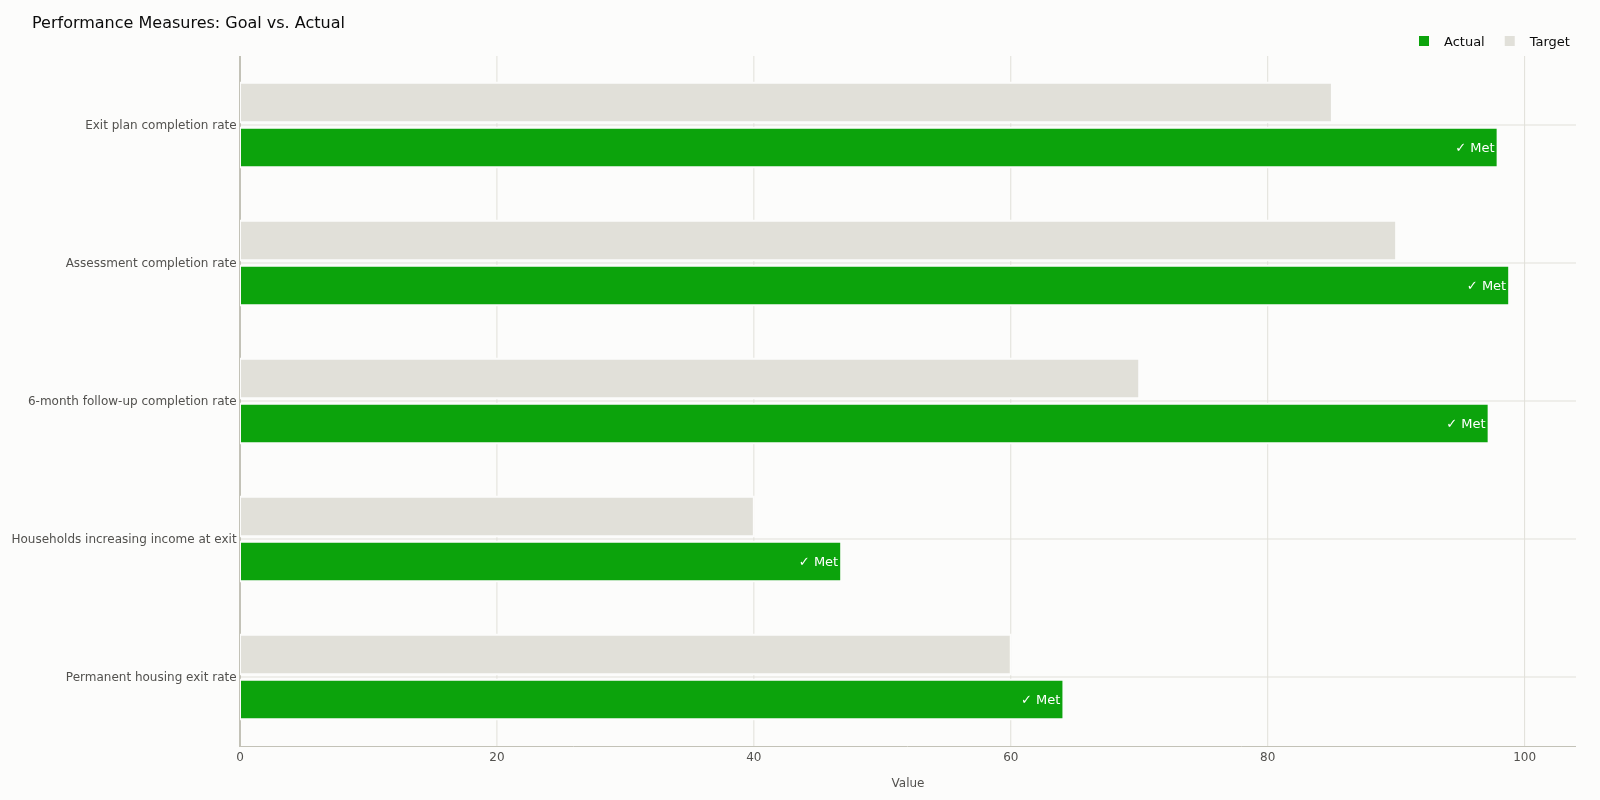 Performance Measures: Goal vs. Actual
Actual
Target
Exit plan completion rate
✓ Met
Assessment completion rate
✓ Met
6-month follow-up completion rate
✓ Met
Households increasing income at exit
✓ Met
Permanent housing exit rate
✓ Met
0 20 40 60 80 100
Value